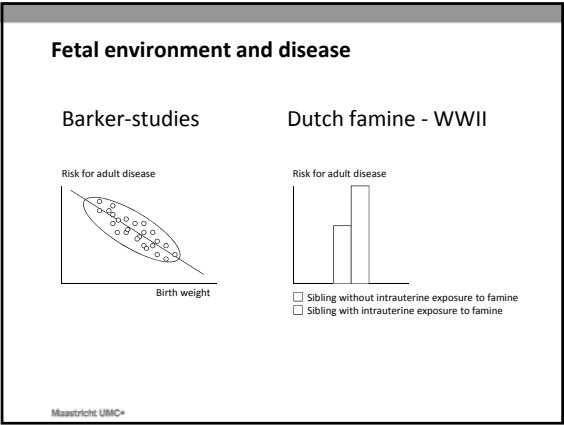 Fetal environment and disease
Barker-studies
Dutch famine - WWII
Risk for adult disease
Birth weight
Risk for adult disease
Sibling without intrauterine exposure to famine
Sibling with intrauterine exposure to famine
Maastricht UMC+